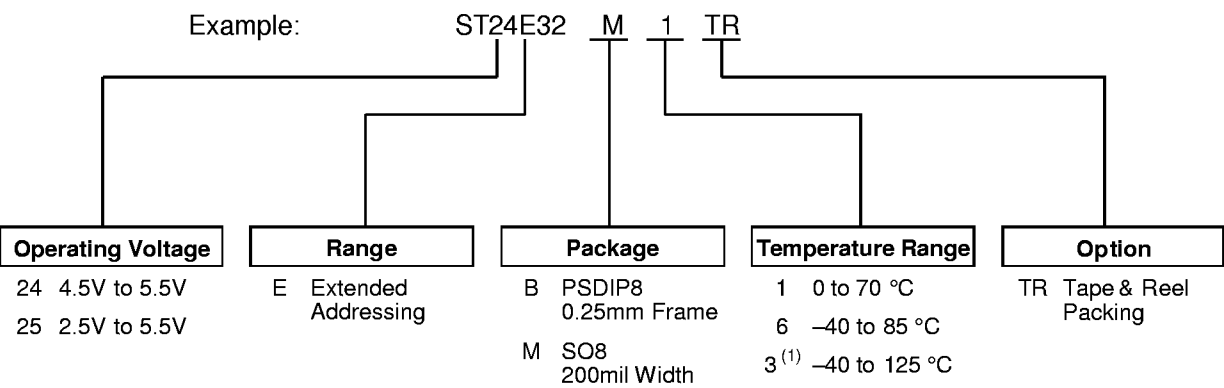 Example: ST24E32 M 1 TR
Operating Voltage
24 4.5V to 5.5V
25 2.5V to 5.5V
Range
E Extended
Addressing
Package
B PSDIP8
0.25mm Frame
M SO8
200mil Width
Temperature Range
1 0 to 70 °C
6 –40 to 85 °C
3 (1) –40 to 125 °C
Option
TR Tape & Reel
Packing